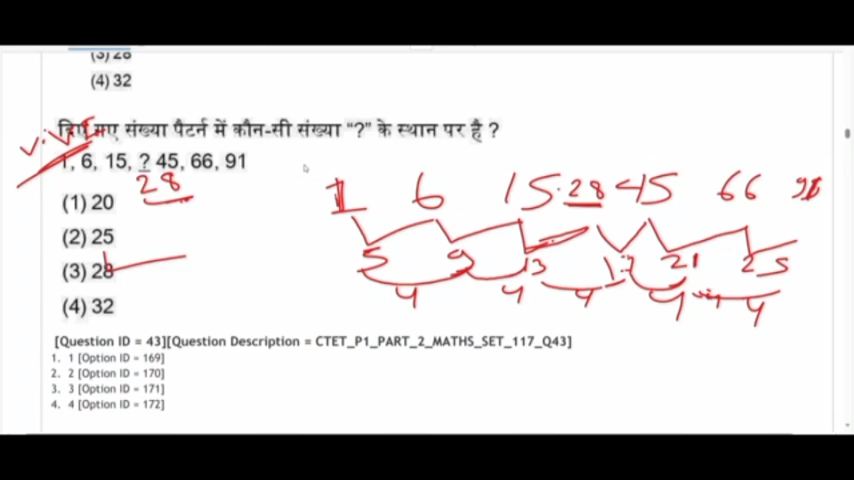 (3) 28
(4) 32
दिए गए संख्या पैटर्न में कौन-सी संख्या "?" के स्थान पर है ?
V.V.I
1, 6, 15, ? 45, 66, 91
28
(1) 20
(2) 25
(3) 28
(4) 32
1 6 15 28 45 66 91
5 9 13 17 21 25
4 4 4 4 4
[Question ID = 43][Question Description = CTET_P1_PART_2_MATHS_SET_117_Q43]
1. 1 [Option ID = 169]
2. 2 [Option ID = 170]
3. 3 [Option ID = 171]
4. 4 [Option ID = 172]